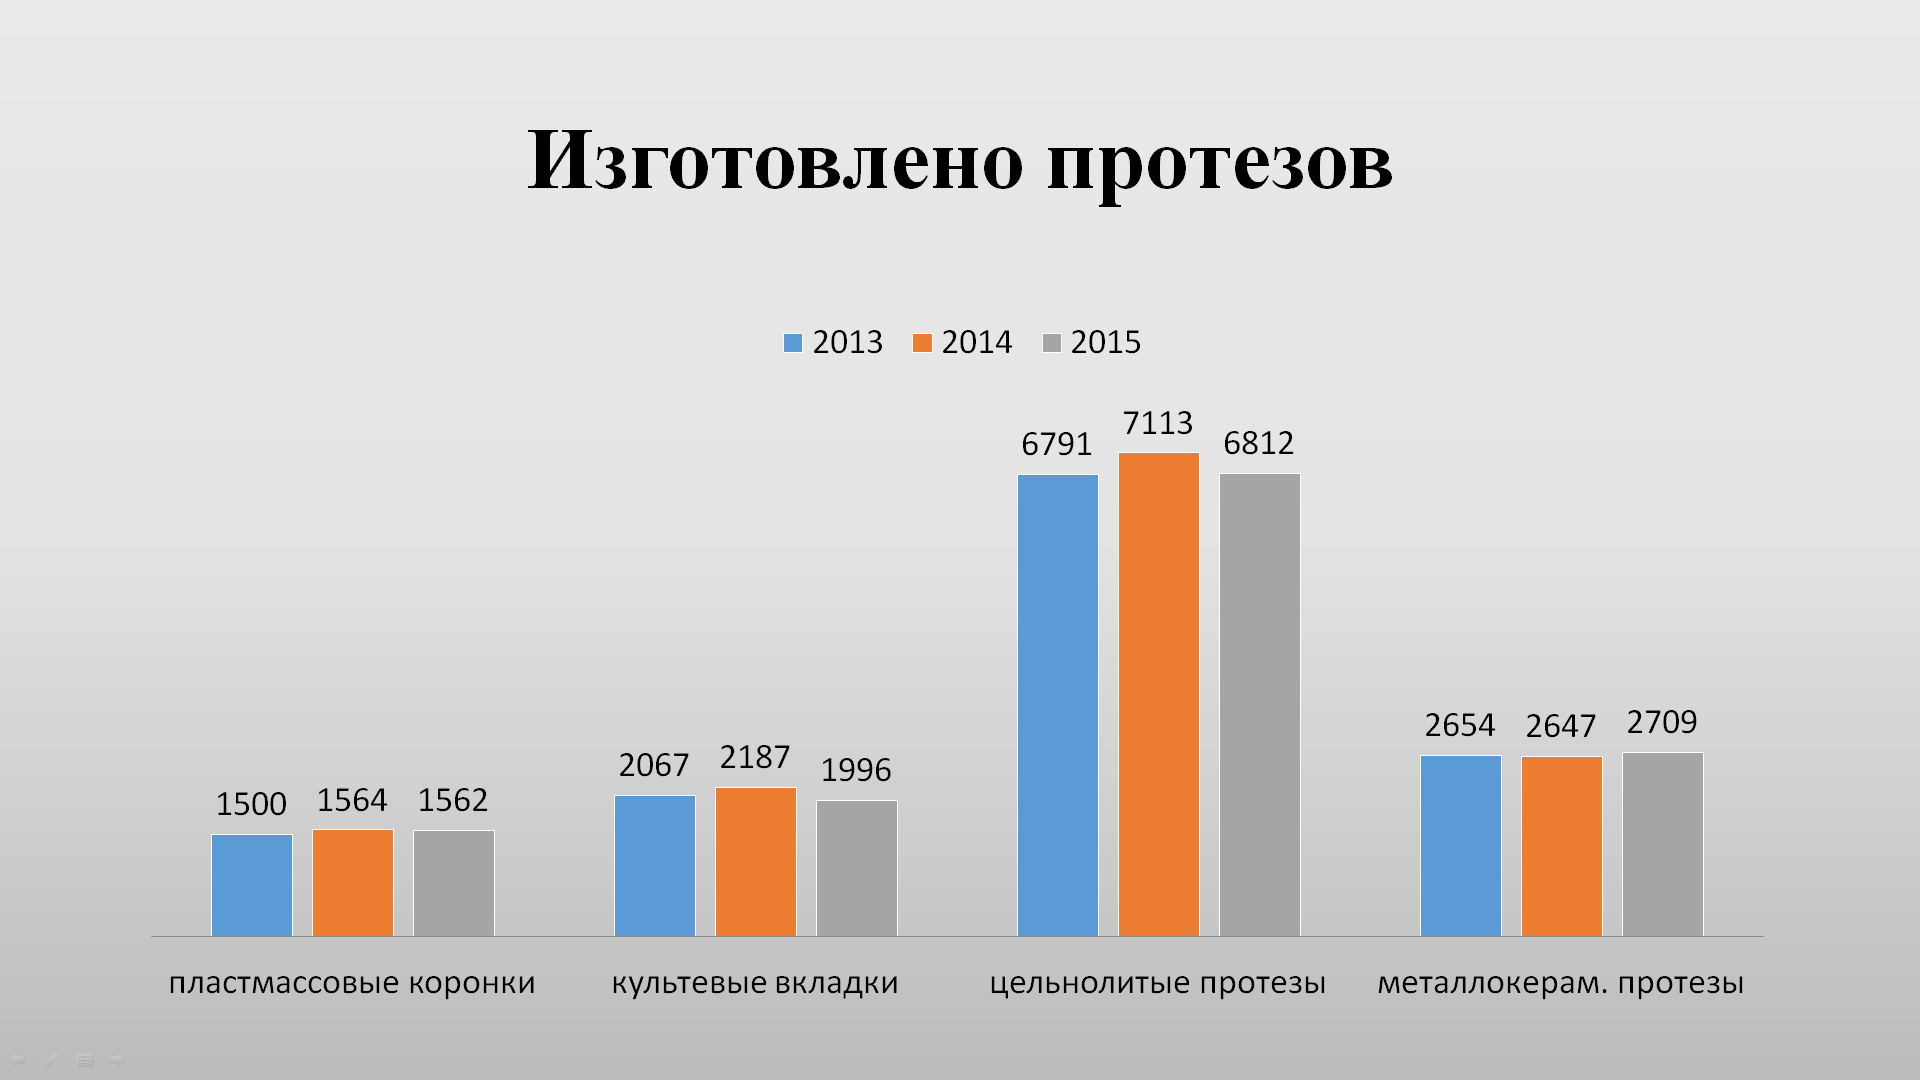 Изготовлено протезов
2013 2014 2015
6791 7113 6812
2654 2647 2709
2067 2187 1996
1500 1564 1562
пластмассовые коронки культевые вкладки цельнолитые протезы металлокерам. протезы